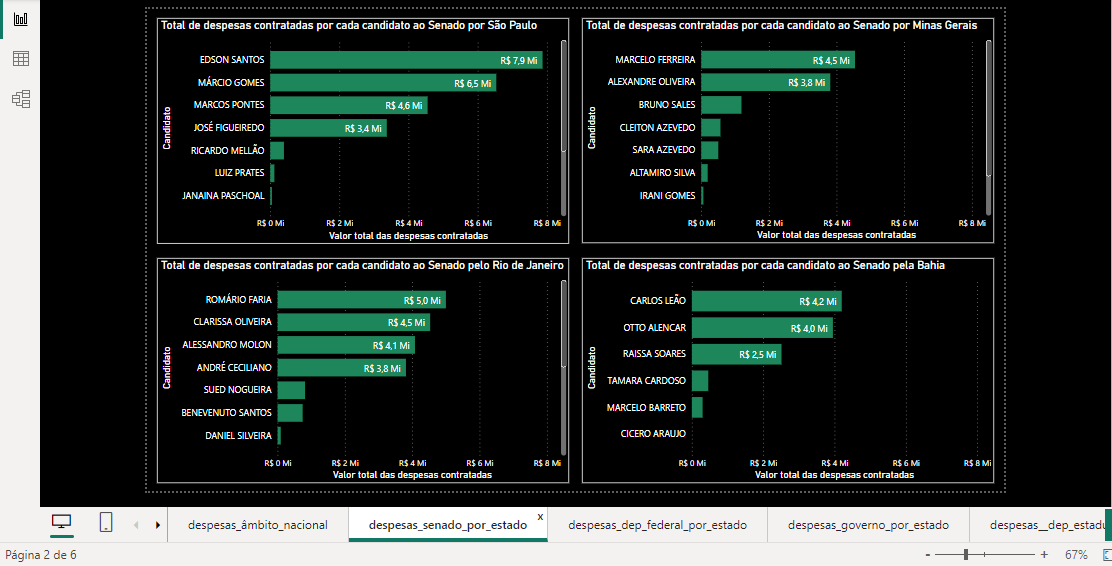 Total de despesas contratadas por cada candidato ao Senado por São Paulo
Candidato
EDSON SANTOS R$ 7,9 Mi
MÁRCIO GOMES R$ 6,5 Mi
MARCOS PONTES R$ 4,6 Mi
JOSÉ FIGUEIREDO R$ 3,4 Mi
RICARDO MELLÃO
LUIZ PRATES
JANAINA PASCHOAL
R$ 0 Mi R$ 2 Mi R$ 4 Mi R$ 6 Mi R$ 8 Mi
Valor total das despesas contratadas
Total de despesas contratadas por cada candidato ao Senado por Minas Gerais
Candidato
MARCELO FERREIRA R$ 4,5 Mi
ALEXANDRE OLIVEIRA R$ 3,8 Mi
BRUNO SALES
CLEITON AZEVEDO
SARA AZEVEDO
ALTAMIRO SILVA
IRANI GOMES
R$ 0 Mi R$ 2 Mi R$ 4 Mi R$ 6 Mi R$ 8 Mi
Valor total das despesas contratadas
Total de despesas contratadas por cada candidato ao Senado pelo Rio de Janeiro
Candidato
ROMÁRIO FARIA R$ 5,0 Mi
CLARISSA OLIVEIRA R$ 4,5 Mi
ALESSANDRO MOLON R$ 4,1 Mi
ANDRÉ CECILIANO R$ 3,8 Mi
SUED NOGUEIRA
BENEVENUTO SANTOS
DANIEL SILVEIRA
R$ 0 Mi R$ 2 Mi R$ 4 Mi R$ 6 Mi R$ 8 Mi
Valor total das despesas contratadas
Total de despesas contratadas por cada candidato ao Senado pela Bahia
Candidato
CARLOS LEÃO R$ 4,2 Mi
OTTO ALENCAR R$ 4,0 Mi
RAISSA SOARES R$ 2,5 Mi
TAMARA CARDOSO
MARCELO BARRETO
CICERO ARAUJO
R$ 0 Mi R$ 2 Mi R$ 4 Mi R$ 6 Mi R$ 8 Mi
Valor total das despesas contratadas
despesas_âmbito_nacional despesas_senado_por_estado x despesas_dep_federal_por_estado despesas_governo_por_estado despesas__dep_estadu
Página 2 de 6 - + 67%